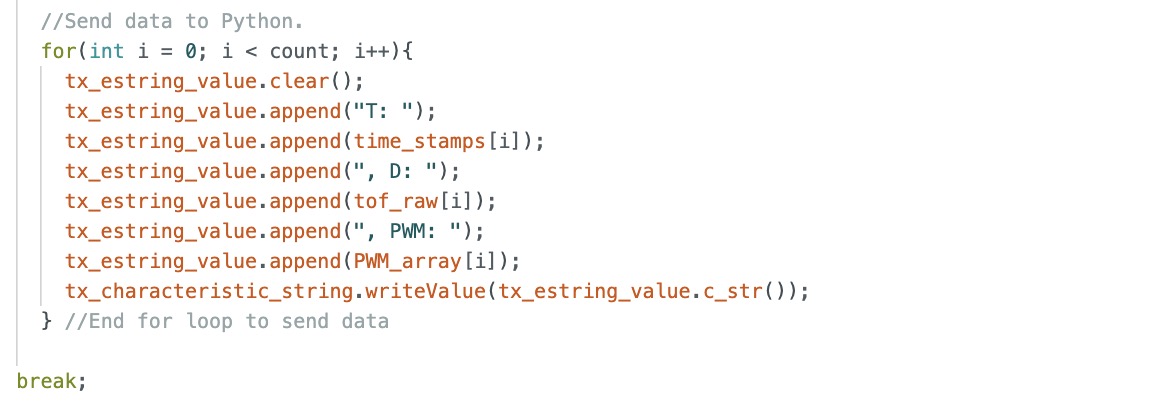 //Send data to Python.
for(int i = 0; i < count; i++){
tx_estring_value.clear();
tx_estring_value.append("T: ");
tx_estring_value.append(time_stamps[i]);
tx_estring_value.append(", D: ");
tx_estring_value.append(tof_raw[i]);
tx_estring_value.append(", PWM: ");
tx_estring_value.append(PWM_array[i]);
tx_characteristic_string.writeValue(tx_estring_value.c_str());
} //End for loop to send data
break;